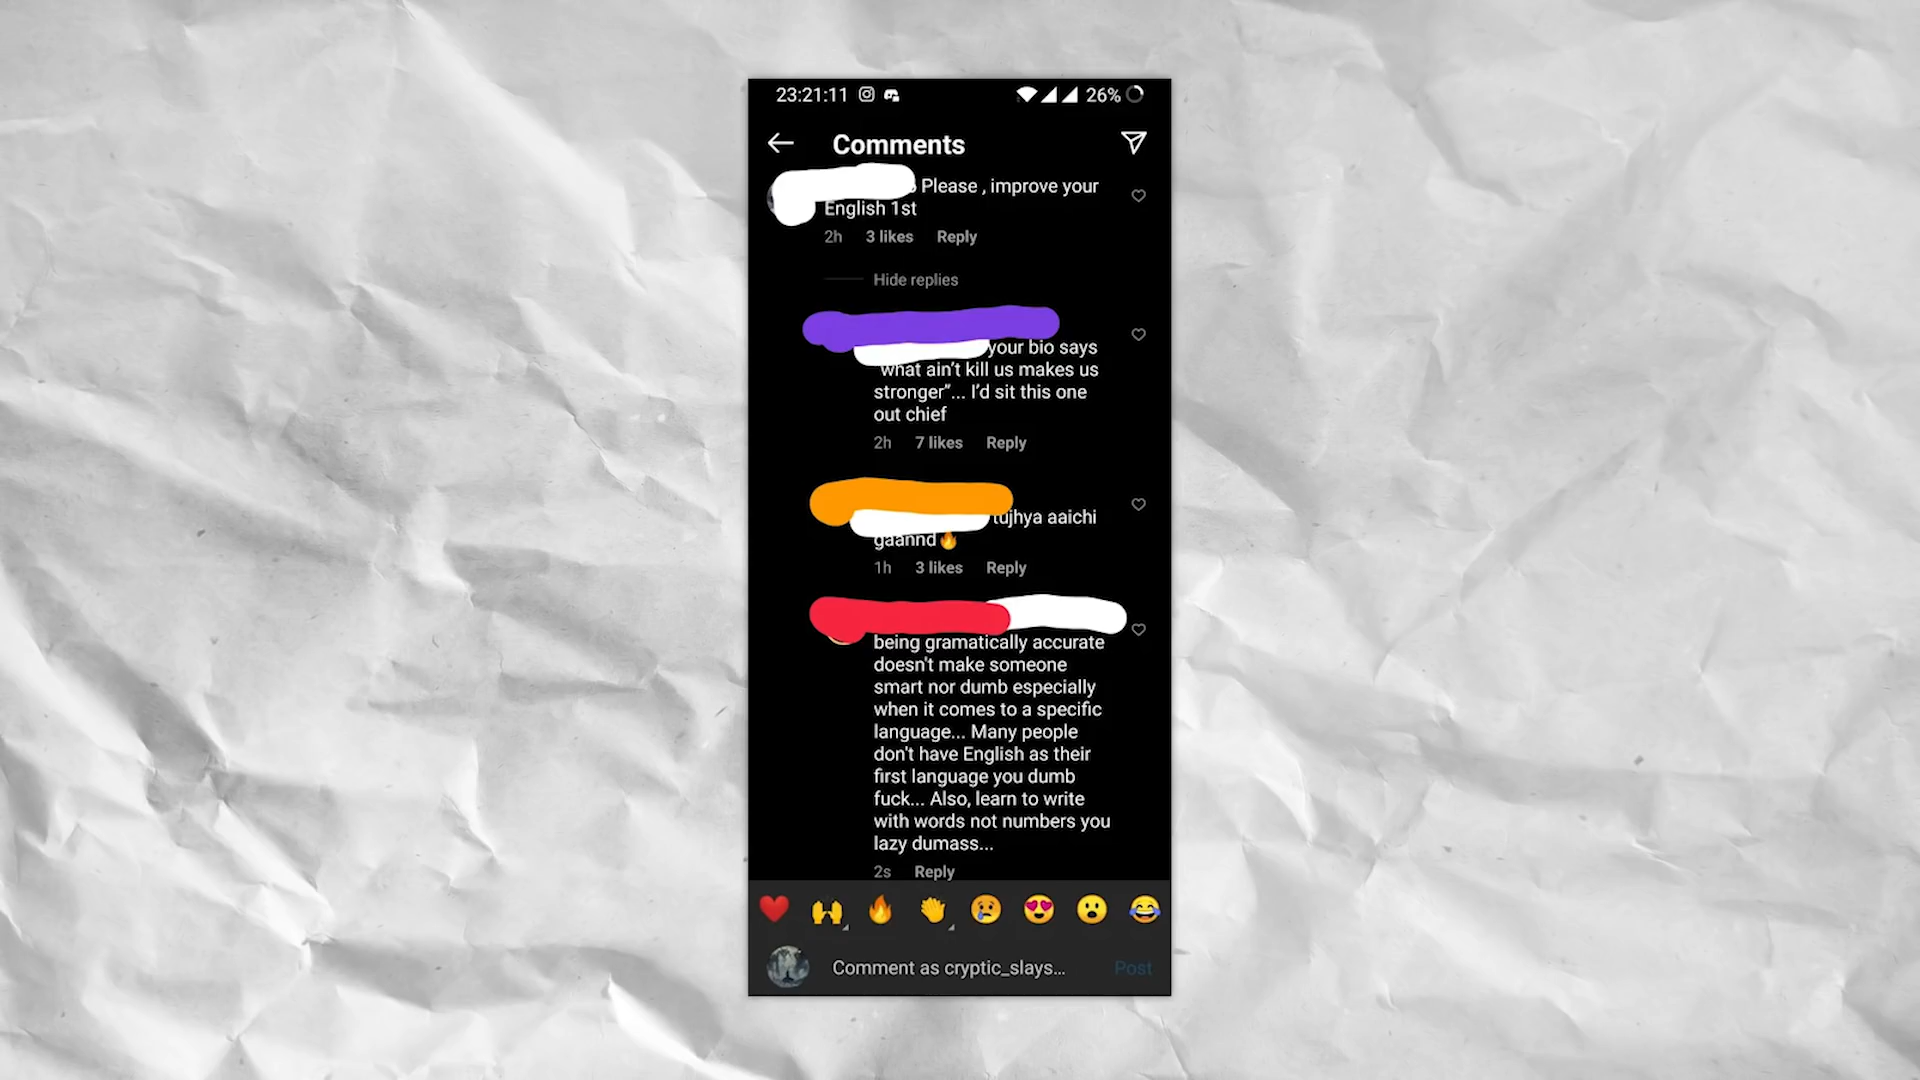 23:21:11 26%
Comments
Please , improve your
English 1st
2h 3 likes Reply
Hide replies
your bio says
"what ain't kill us makes us
stronger”... I'd sit this one
out chief
2h 7 likes Reply
tujhya aaichi
gaannd🔥
1h 3 likes Reply
being gramatically accurate
doesn't make someone
smart nor dumb especially
when it comes to a specific
language... Many people
don't have English as their
first language you dumb
fuck... Also, learn to write
with words not numbers you
lazy dumass...
2s Reply
Comment as cryptic_slays... Post